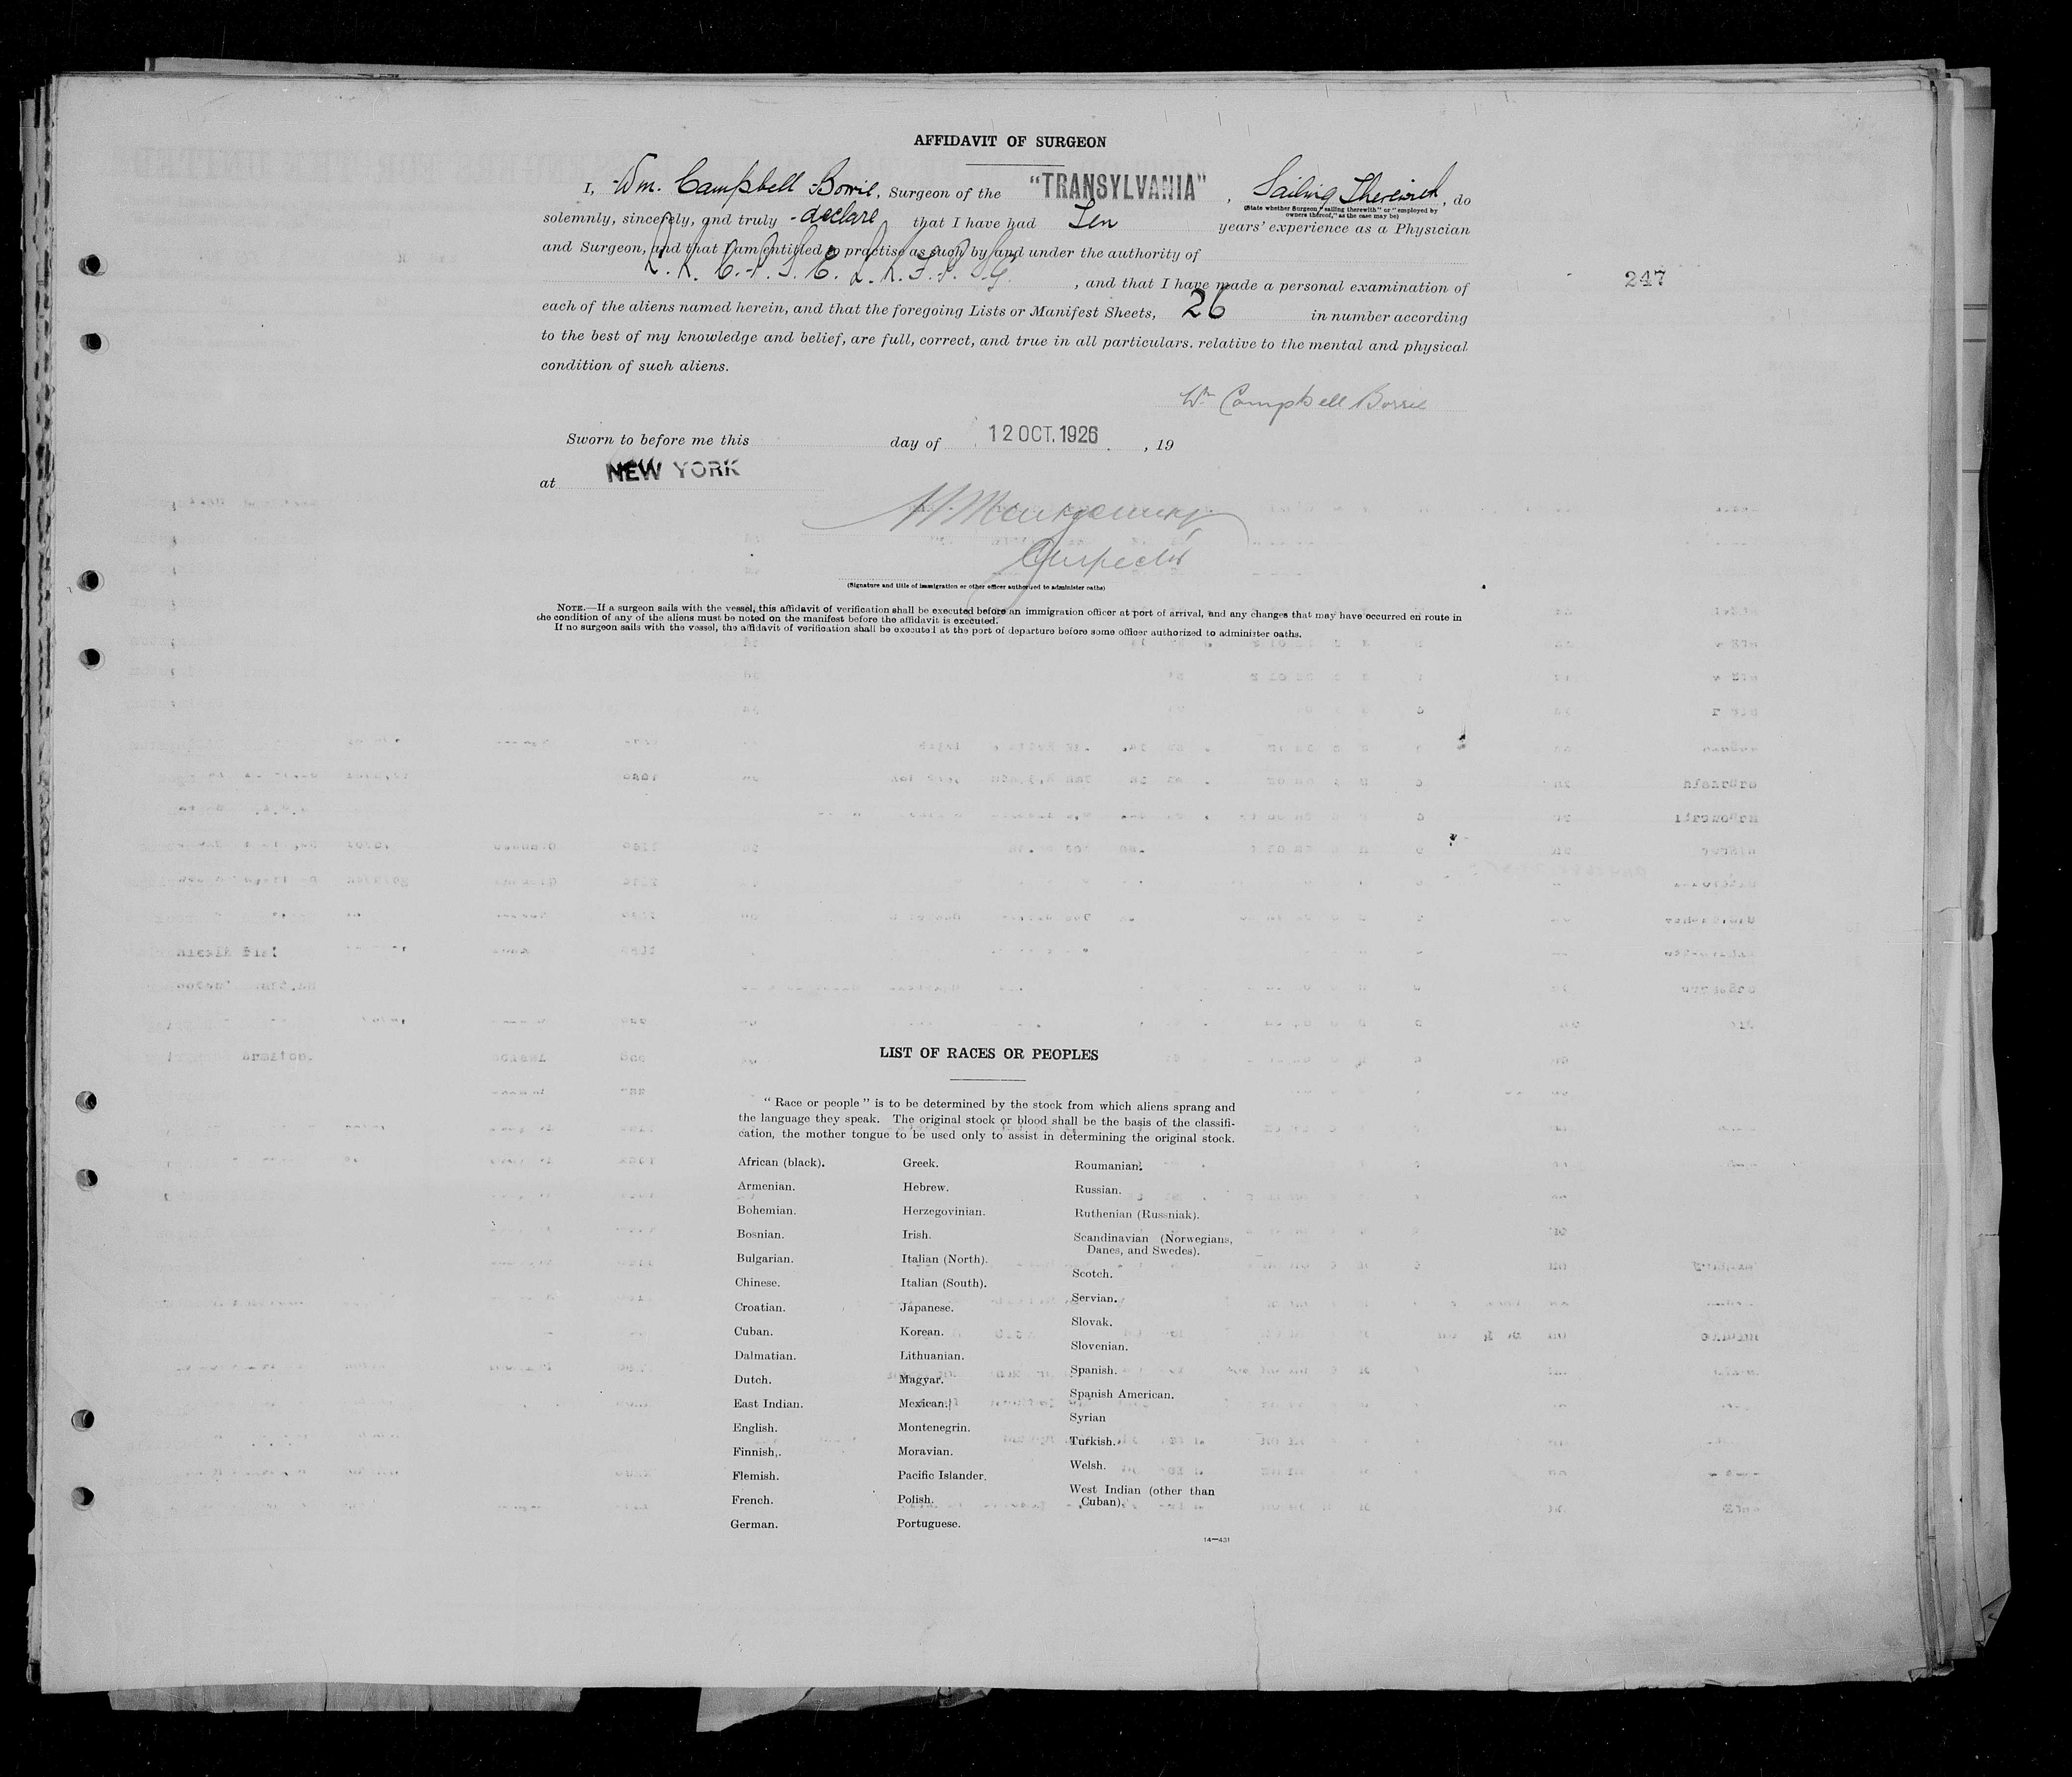 AFFIDAVIT OF SURGEON
I, Wm. Campbell Borrie, Surgeon of the "TRANSYLVANIA", Sailing Therewith, do
(State whether Surgeon "sailing therewith" or "employed by
owners thereof," as the case may be)
solemnly, sincerely, and truly declare that I have had Ten years' experience as a Physician
and Surgeon, and that I am entitled to practise as such by and under the authority of
, and that I have made a personal examination of
247
each of the aliens named herein, and that the foregoing Lists or Manifest Sheets, 26 in number according
to the best of my knowledge and belief, are full, correct, and true in all particulars. relative to the mental and physical
condition of such aliens.
Wm Campbell Borrie
Sworn to before me this day of 12 OCT. 1926, 19
at NEW YORK
Inspector
(Signature and title of immigration or other officer authorized to administer oaths)
NOTE.—If a surgeon sails with the vessel, this affidavit of verification shall be executed before an immigration officer at port of arrival, and any changes that may have occurred en route in
the condition of any of the aliens must be noted on the manifest before the affidavit is executed.
If no surgeon sails with the vessel, the affidavit of verification shall be executed at the port of departure before some officer authorized to administer oaths.
LIST OF RACES OR PEOPLES
"Race or people" is to be determined by the stock from which aliens sprang and
the language they speak. The original stock or blood shall be the basis of the classifi-
cation, the mother tongue to be used only to assist in determining the original stock.
African (black).
Armenian.
Bohemian.
Bosnian.
Bulgarian.
Chinese.
Croatian.
Cuban.
Dalmatian.
Dutch.
East Indian.
English.
Finnish.
Flemish.
French.
German.
Greek.
Hebrew.
Herzegovinian.
Irish.
Italian (North).
Italian (South).
Japanese.
Korean.
Lithuanian.
Magyar.
Mexican.
Montenegrin.
Moravian.
Pacific Islander.
Polish.
Portuguese.
Roumanian.
Russian.
Ruthenian (Russniak).
Scandinavian (Norwegians,
Danes, and Swedes).
Scotch.
Servian.
Slovak.
Slovenian.
Spanish.
Spanish American.
Syrian
Turkish.
Welsh.
West Indian (other than
Cuban).
14—431